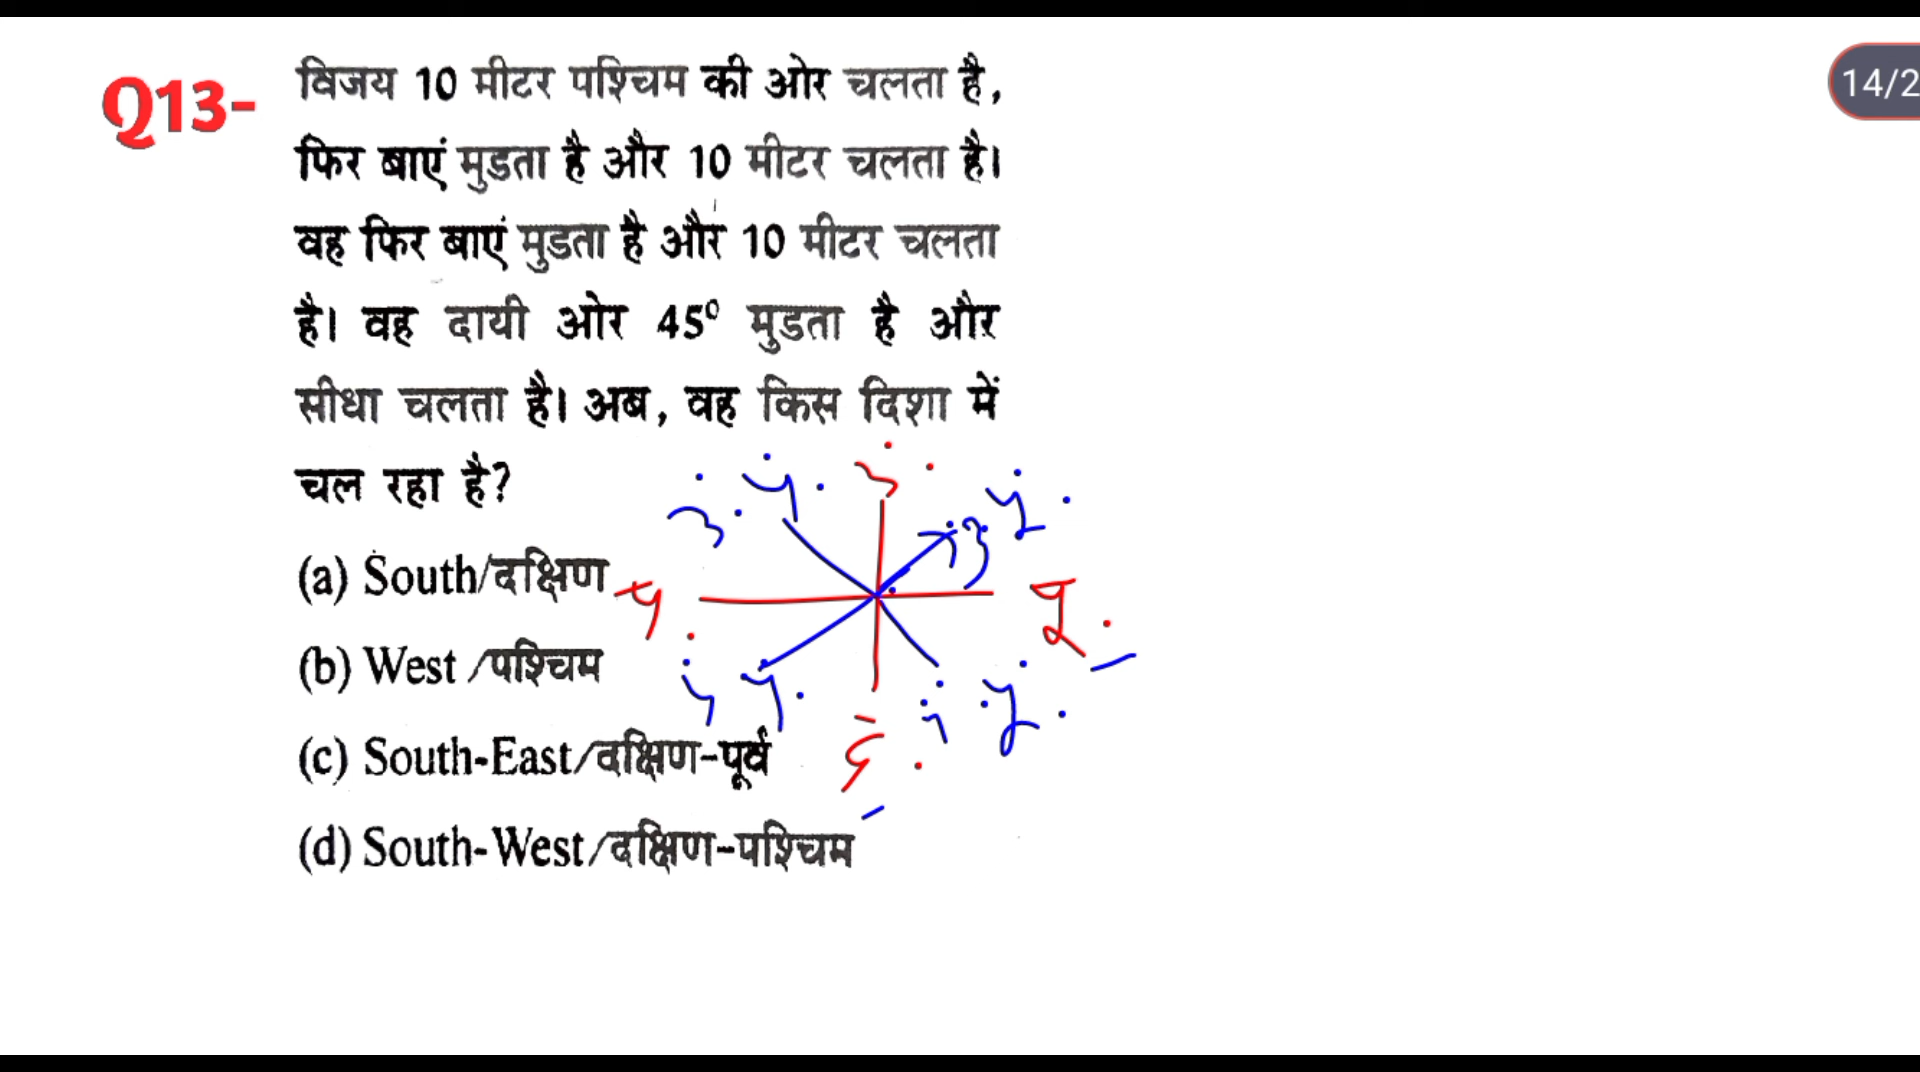 14/2
Q13- विजय 10 मीटर पश्चिम की ओर चलता है,
फिर बाएं मुडता है और 10 मीटर चलता है।
वह फिर बाएं मुडता है और 10 मीटर चलता
है। वह दायी ओर 45⁰ मुडता है और
सीधा चलता है। अब, वह किस दिशा में
चल रहा है?
(a) South/दक्षिण
(b) West /पश्चिम
(c) South-East/दक्षिण-पूर्व
(d) South-West/दक्षिण-पश्चिम